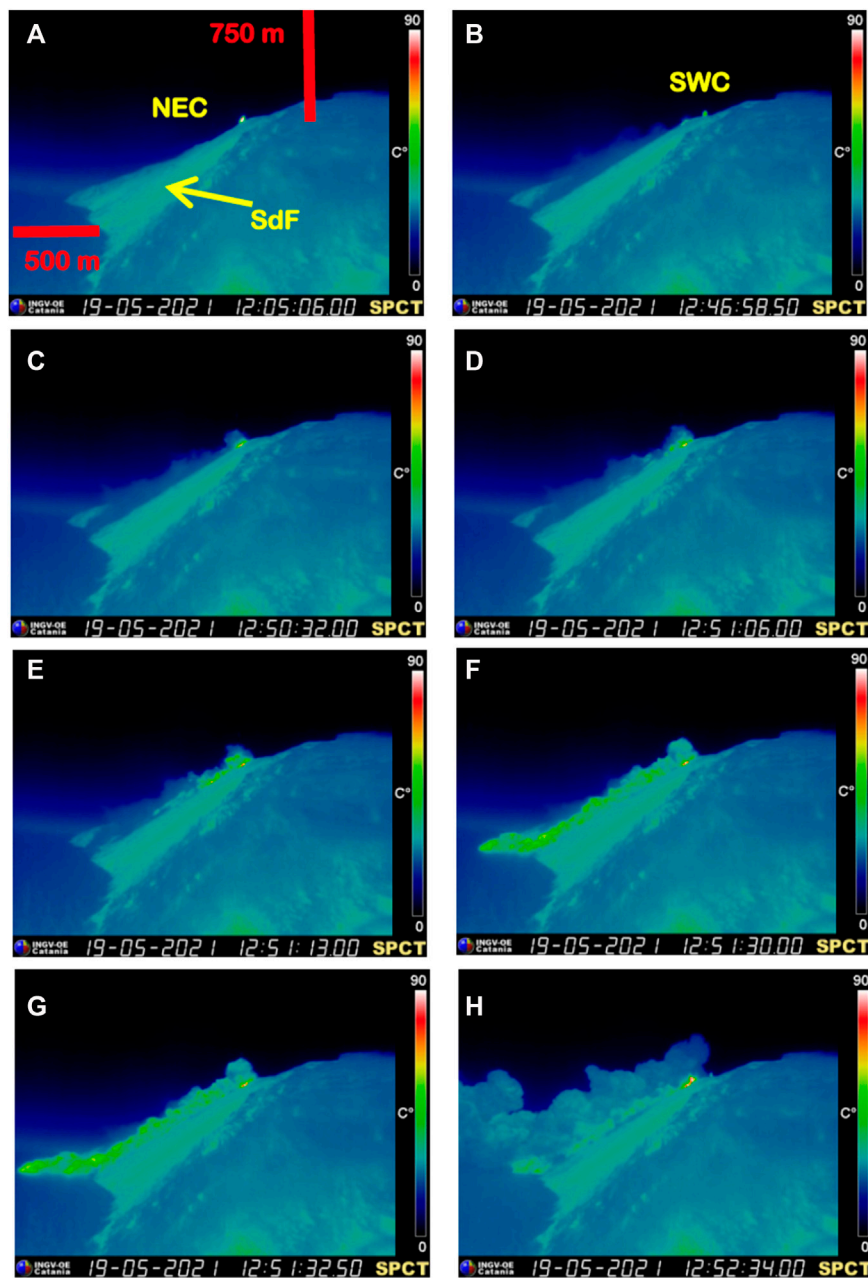 A
750 m
90
NEC
C°
SdF
500 m
0
INGV-OE
Catania
19-05-2021 12:05:06.00 SPCT
B
90
SWC
C°
0
INGV-OE
Catania
19-05-2021 12:46:58.50 SPCT
C
90
C°
0
INGV-OE
Catania
19-05-2021 12:50:32.00 SPCT
D
90
C°
0
INGV-OE
Catania
19-05-2021 12:51:06.00 SPCT
E
90
C°
0
INGV-OE
Catania
19-05-2021 12:51:13.00 SPCT
F
90
C°
0
INGV-OE
Catania
19-05-2021 12:51:30.00 SPCT
G
90
C°
0
INGV-OE
Catania
19-05-2021 12:51:32.50 SPCT
H
90
C°
0
INGV-OE
Catania
19-05-2021 12:52:34.00 SPCT